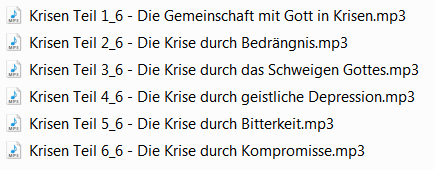 Krisen Teil 1_6 - Die Gemeinschaft mit Gott in Krisen.mp3
Krisen Teil 2_6 - Die Krise durch Bedrängnis.mp3
Krisen Teil 3_6 - Die Krise durch das Schweigen Gottes.mp3
Krisen Teil 4_6 - Die Krise durch geistliche Depression.mp3
Krisen Teil 5_6 - Die Krise durch Bitterkeit.mp3
Krisen Teil 6_6 - Die Krise durch Kompromisse.mp3